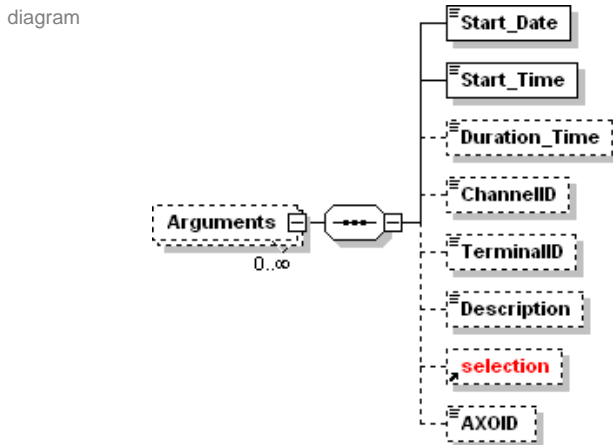 diagram
Start_Date
Start_Time
Duration_Time
ChannelID
Arguments
0..∞
TerminalID
Description
selection
AXOID